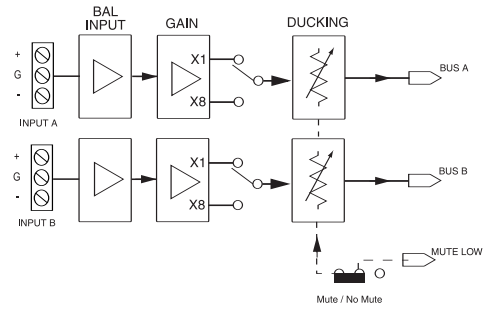 BAL
INPUT
GAIN
DUCKING
+
G
-
X1
X8
BUS A
INPUT A
+
G
-
X1
X8
BUS B
INPUT B
MUTE LOW
Mute / No Mute